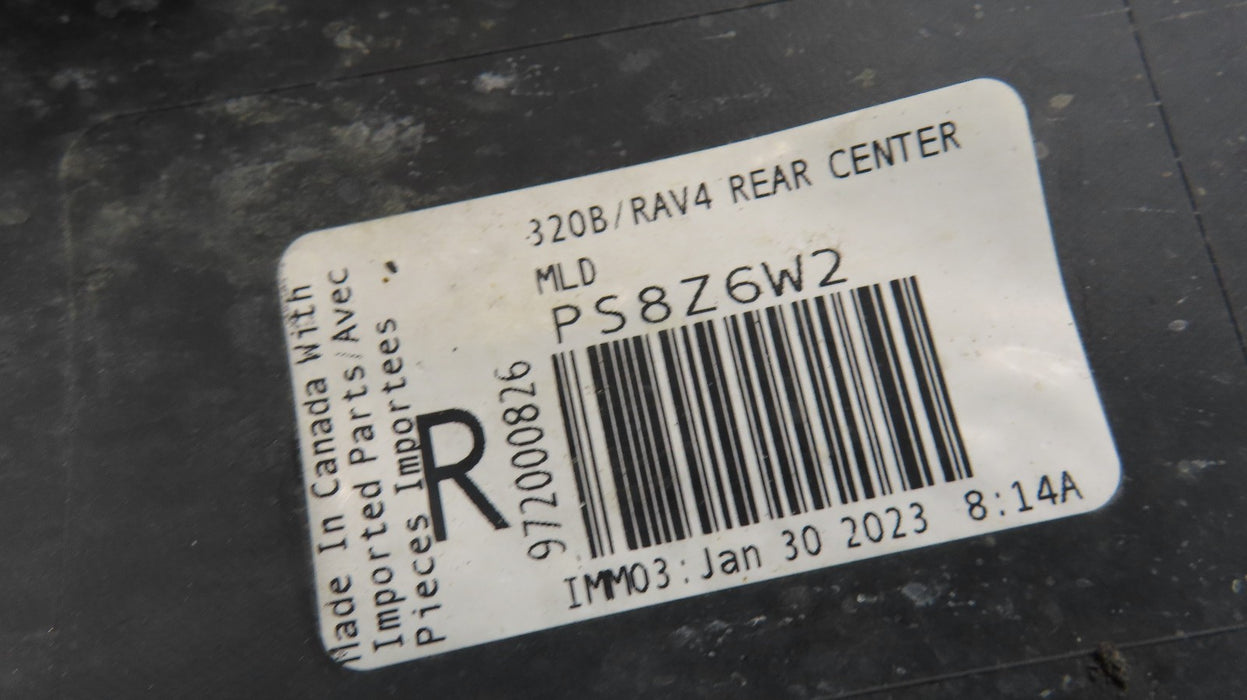 320B/RAV4 REAR CENTER
MLD
PS8Z6W2
972000826
R
IMM03:Jan 30 2023 8:14A
Made In Canada With
Imported Parts/Avec
Pieces Importees